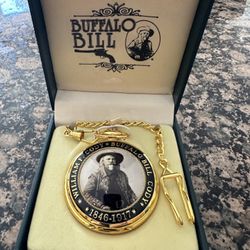 BUFFALO
BILL
WILLIAM F. CODY • BUFFALO BILL CODY
• 1846-1917 •